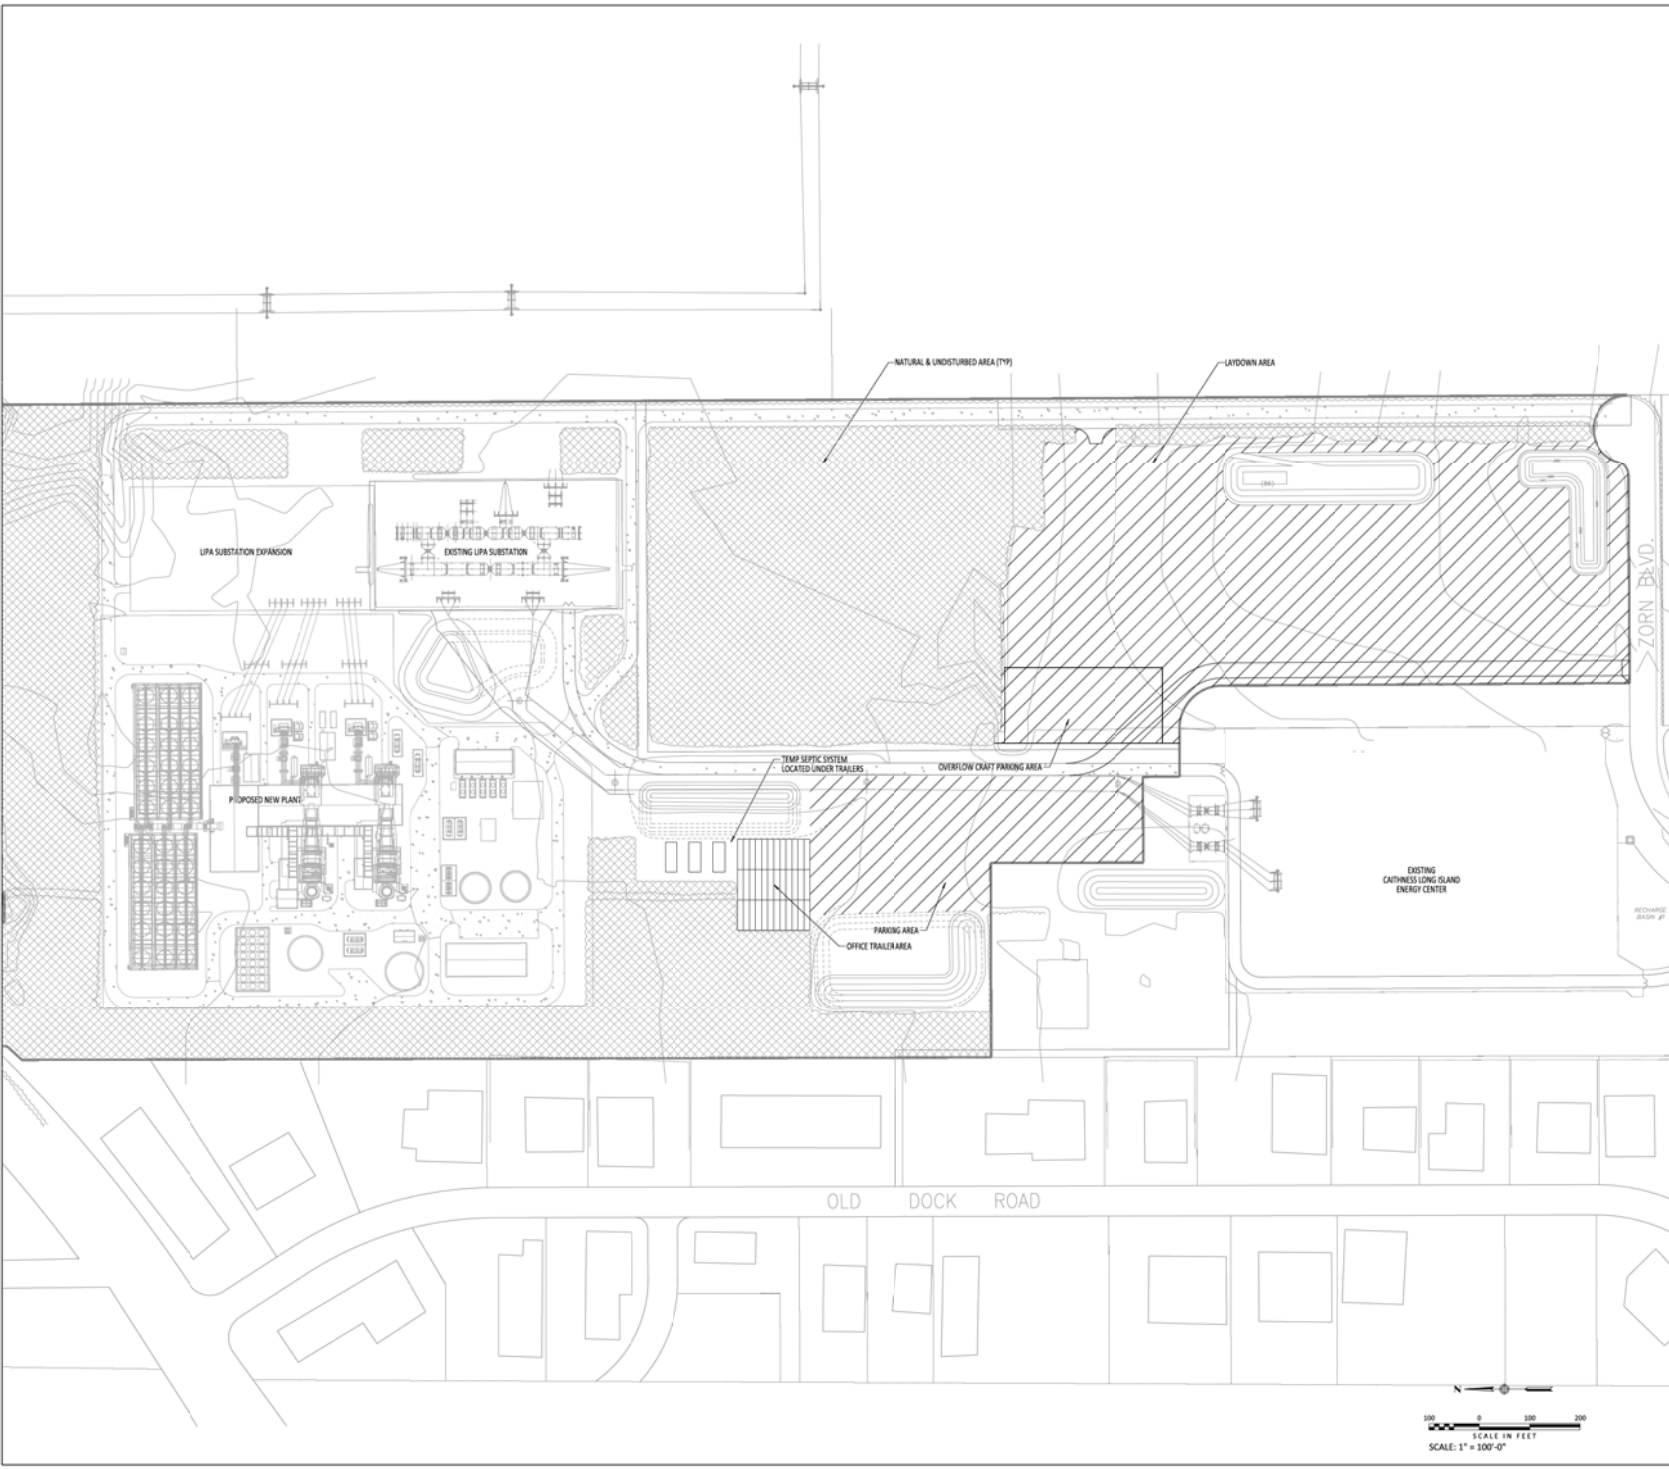 NATURAL & UNDISTURBED AREA (TYP)
LAYDOWN AREA
LIPA SUBSTATION EXPANSION
EXISTING LIPA SUBSTATION
ZORN BLVD.
TEMP SEPTIC SYSTEM
LOCATED UNDER TRAILERS
OVERFLOW CRAFT PARKING AREA
PROPOSED NEW PLANT
EXISTING
CAITHNESS LONG ISLAND
ENERGY CENTER
RECHARGE
BASIN #1
PARKING AREA
OFFICE TRAILER AREA
OLD DOCK ROAD
N
100 0 100 200
SCALE IN FEET
SCALE: 1" = 100'-0"